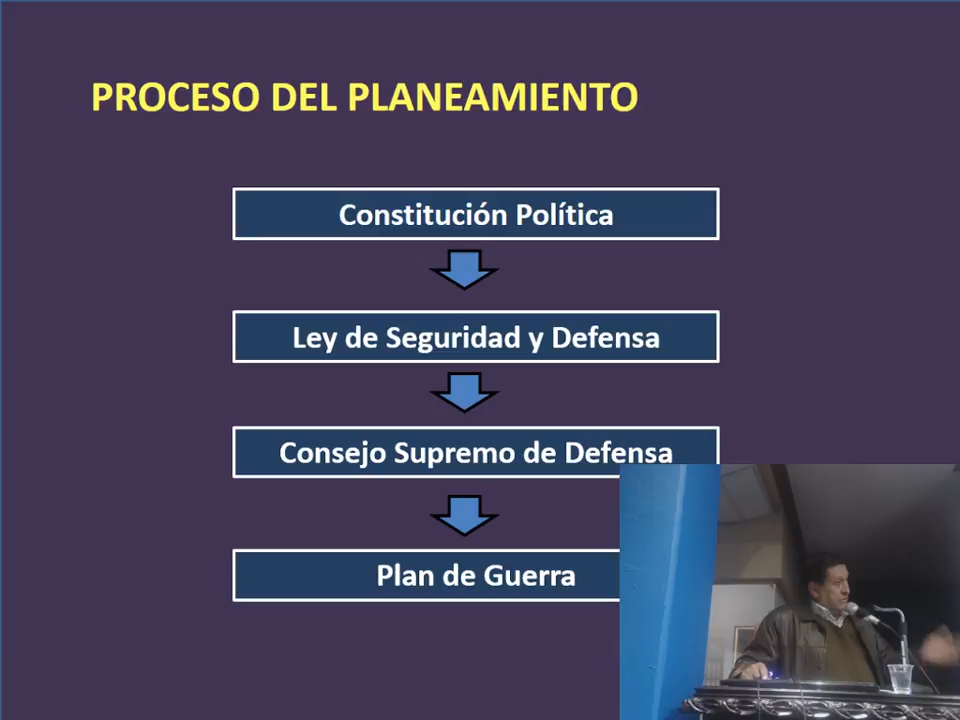 PROCESO DEL PLANEAMIENTO
Constitución Política
Ley de Seguridad y Defensa
Consejo Supremo de Defensa
Plan de Guerra